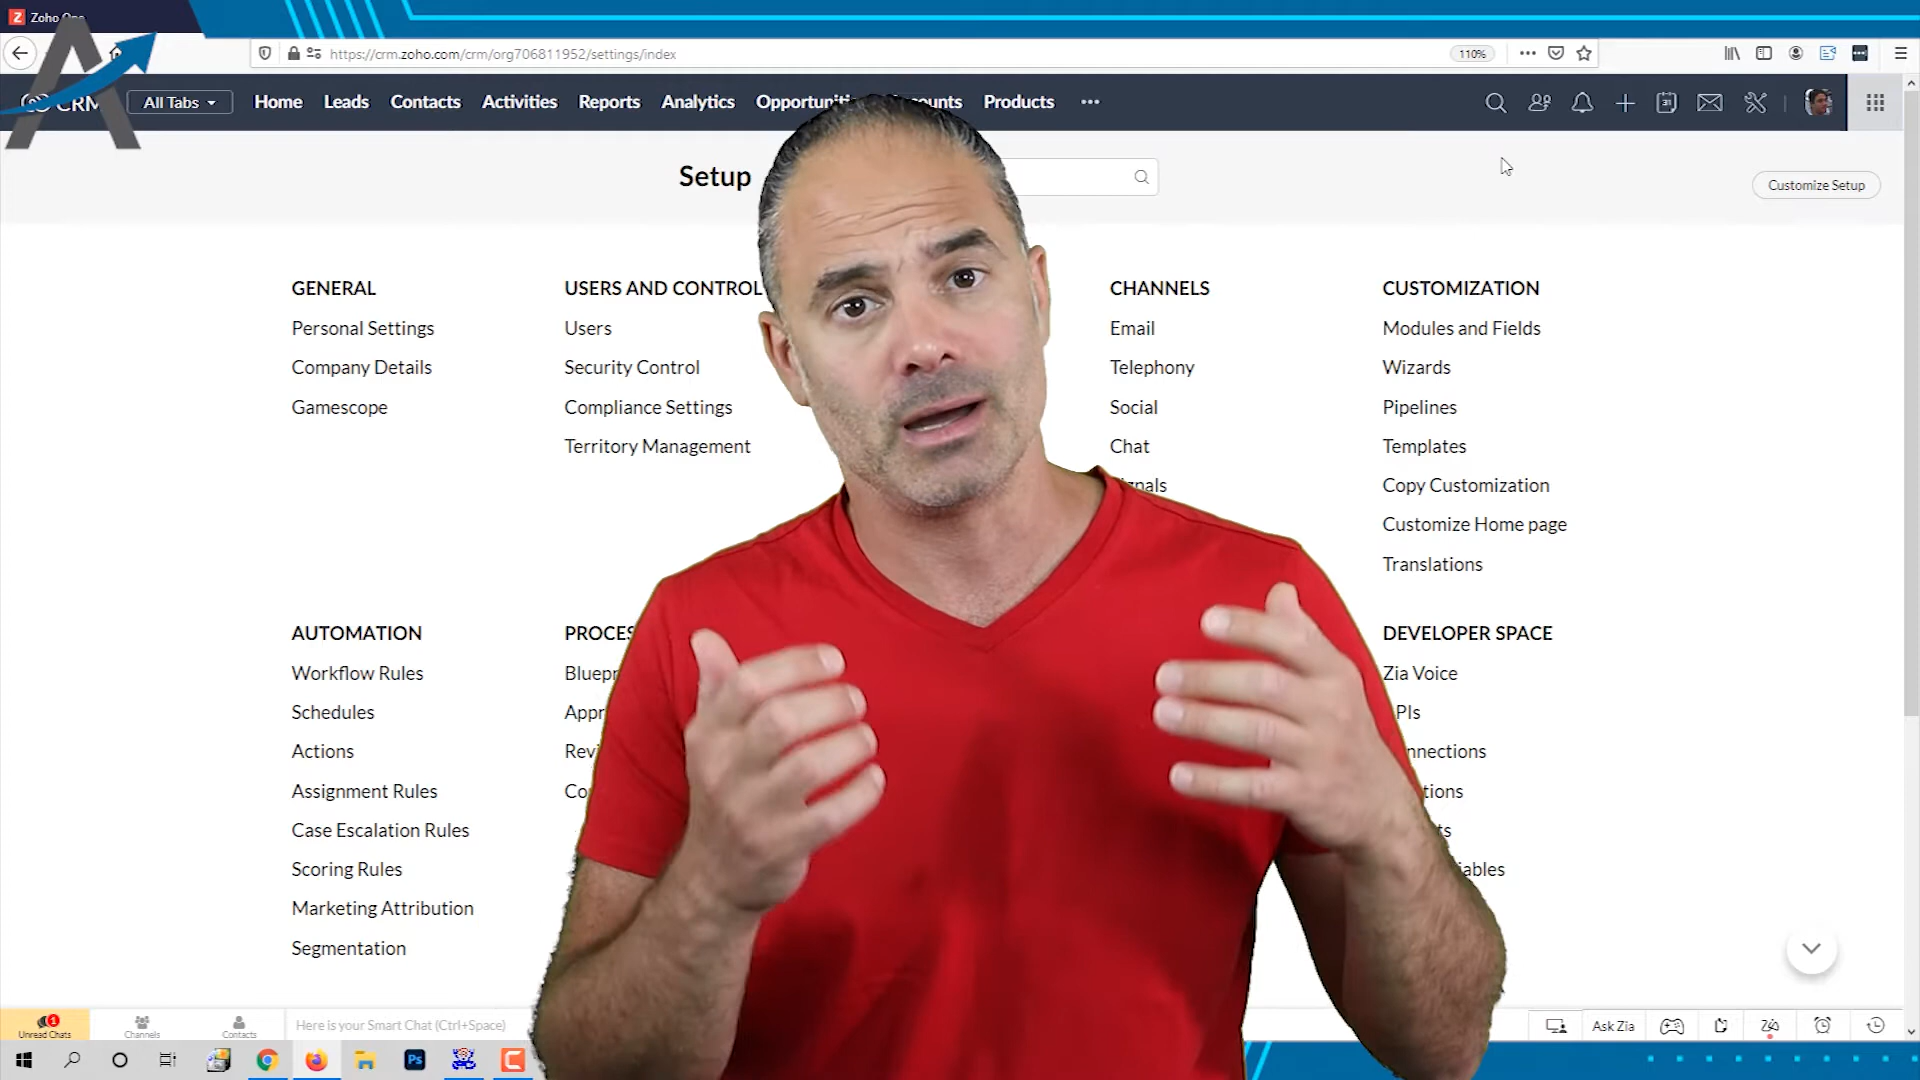 Zoho One
https://crm.zoho.com/crm/org706811952/settings/index
110%
CRM
All Tabs
Home
Leads
Contacts
Activities
Reports
Analytics
Products
Setup
Customize Setup
GENERAL
Personal Settings
Company Details
Gamescope
USERS AND CONTROL
Users
Security Control
Compliance Settings
Territory Management
CHANNELS
Email
Telephony
Social
Chat
CUSTOMIZATION
Modules and Fields
Wizards
Pipelines
Templates
Copy Customization
Customize Home page
Translations
AUTOMATION
Workflow Rules
Schedules
Actions
Assignment Rules
Case Escalation Rules
Scoring Rules
Marketing Attribution
Segmentation
DEVELOPER SPACE
Zia Voice
Unread Chats
1
Channels
Contacts
Here is your Smart Chat (Ctrl+Space)
Ask Zia
Ps